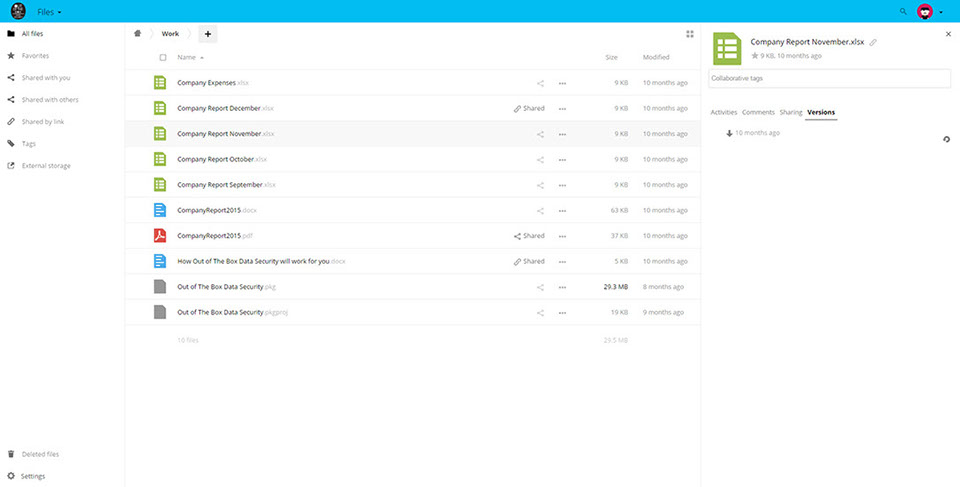 Files
All files
Favorites
Shared with you
Shared with others
Shared by link
Tags
External storage
Deleted files
Settings
Work +
Name Size Modified
Company Expenses.xlsx 9 KB 10 months ago
Company Report December.xlsx Shared 9 KB 10 months ago
Company Report November.xlsx 9 KB 10 months ago
Company Report October.xlsx 9 KB 10 months ago
Company Report September.xlsx 9 KB 10 months ago
CompanyReport2015.docx 63 KB 10 months ago
CompanyReport2015.pdf Shared 37 KB 10 months ago
How Out of The Box Data Security will work for you.docx Shared 5 KB 10 months ago
Out of The Box Data Security.pkg 29.3 MB 8 months ago
Out of The Box Data Security.pkgproj 19 KB 9 months ago
10 files 29.5 MB
Company Report November.xlsx
9 KB, 10 months ago
Collaborative tags
Activities Comments Sharing Versions
10 months ago